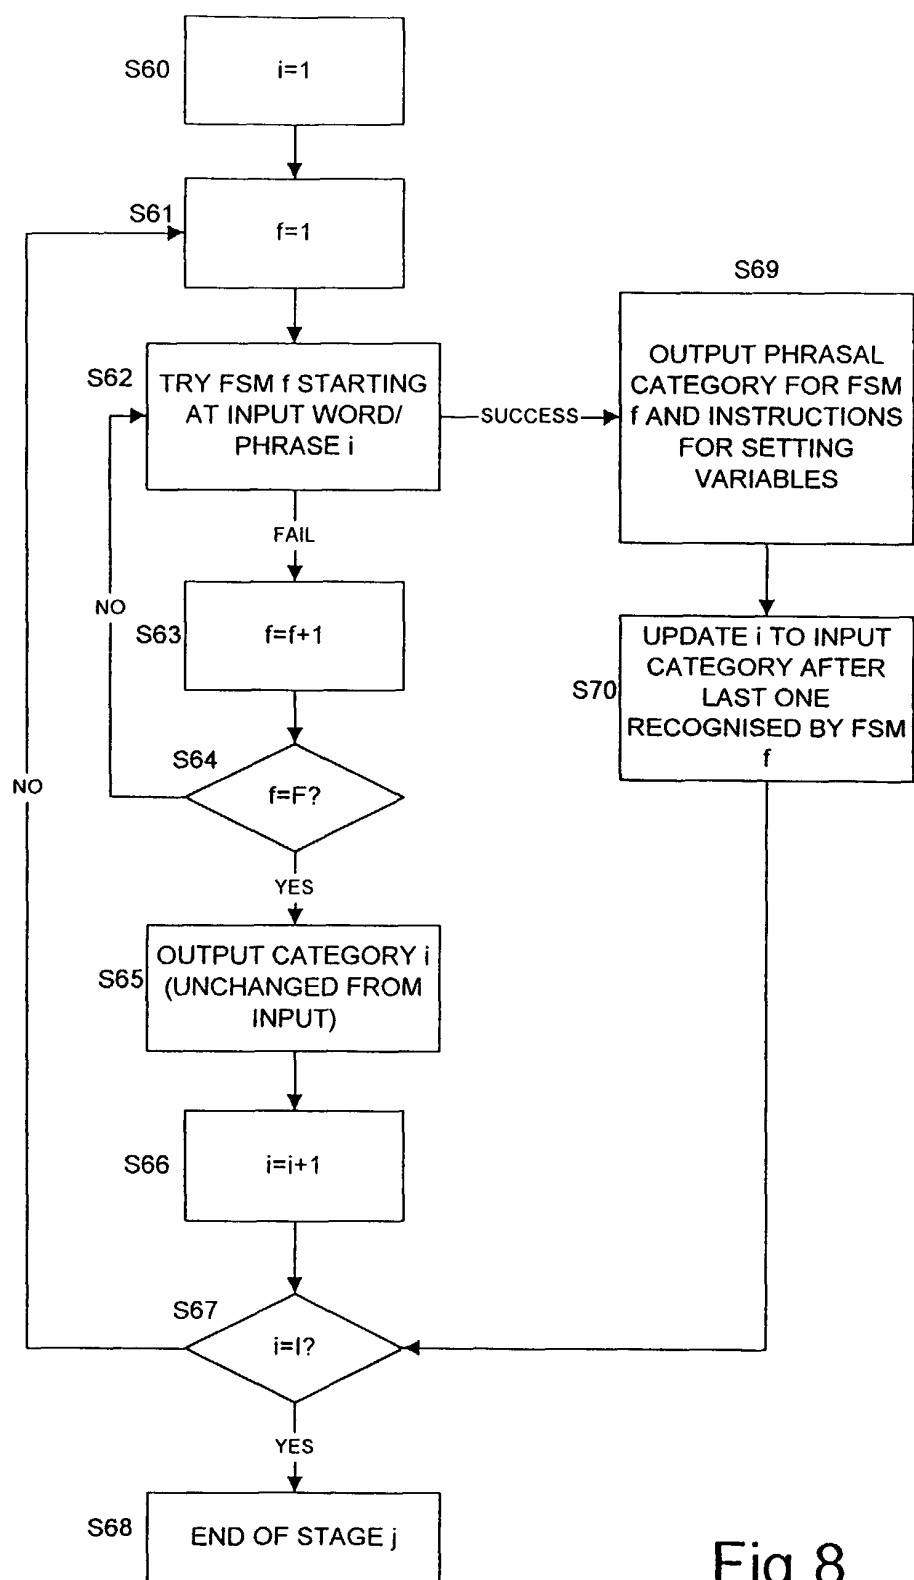 S60
i=1
S61
f=1
S69
S62
TRY FSM f STARTING
AT INPUT WORD/
PHRASE i
SUCCESS
OUTPUT PHRASAL
CATEGORY FOR FSM
f AND INSTRUCTIONS
FOR SETTING
VARIABLES
FAIL
NO
S63
f=f+1
S70
UPDATE i TO INPUT
CATEGORY AFTER
LAST ONE
RECOGNISED BY FSM
f
S64
f=F?
NO
YES
S65
OUTPUT CATEGORY i
(UNCHANGED FROM
INPUT)
S66
i=i+1
S67
i=I?
YES
S68
END OF STAGE j
Fig 8